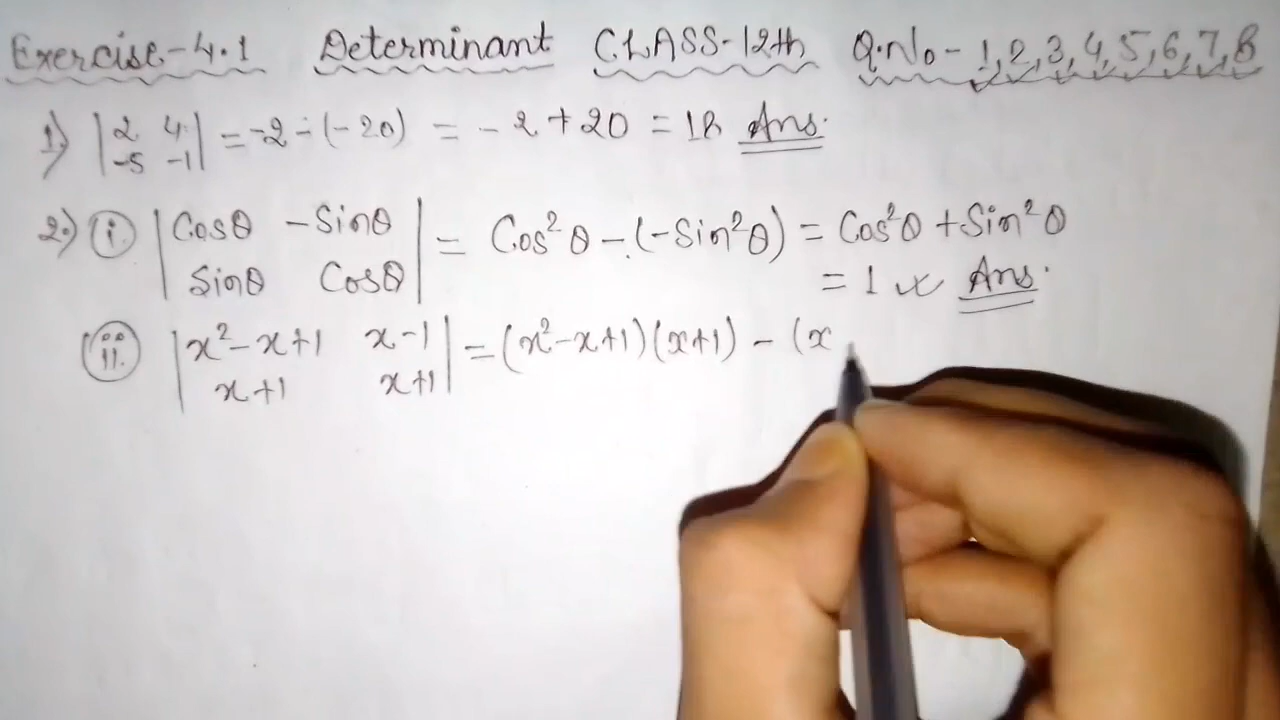 Exercise-4.1 Determinant CLASS-12th Q.No-1,2,3,4,5,6,7,8
1) |2 4| = -2-(-20) = -2+20 = 18 Ans.
|-5 -1|
2.) (i.) |Cosθ -Sinθ| = Cos²θ-(-Sin²θ) = Cos²θ+Sin²θ
|Sinθ Cosθ| = 1 Ans.
(ii.) |x²-x+1 x-1| = (x²-x+1)(x+1) - (x
|x+1 x+1|